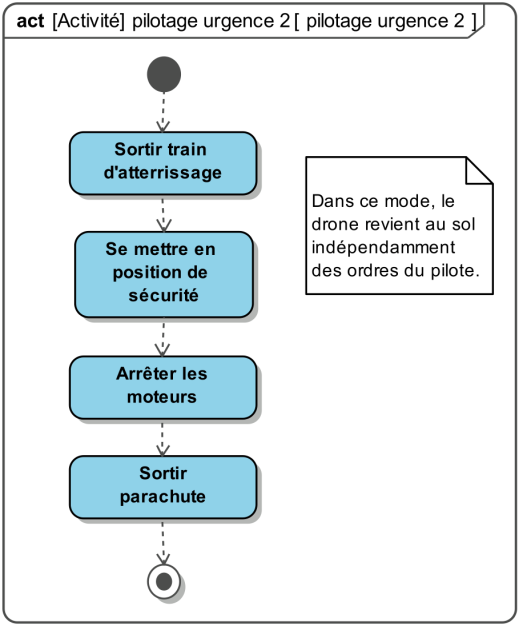 act [Activité] pilotage urgence 2 [ pilotage urgence 2 ]
Sortir train
d'atterrissage
Se mettre en
position de
sécurité
Arrêter les
moteurs
Sortir
parachute
Dans ce mode, le
drone revient au sol
indépendamment
des ordres du pilote.